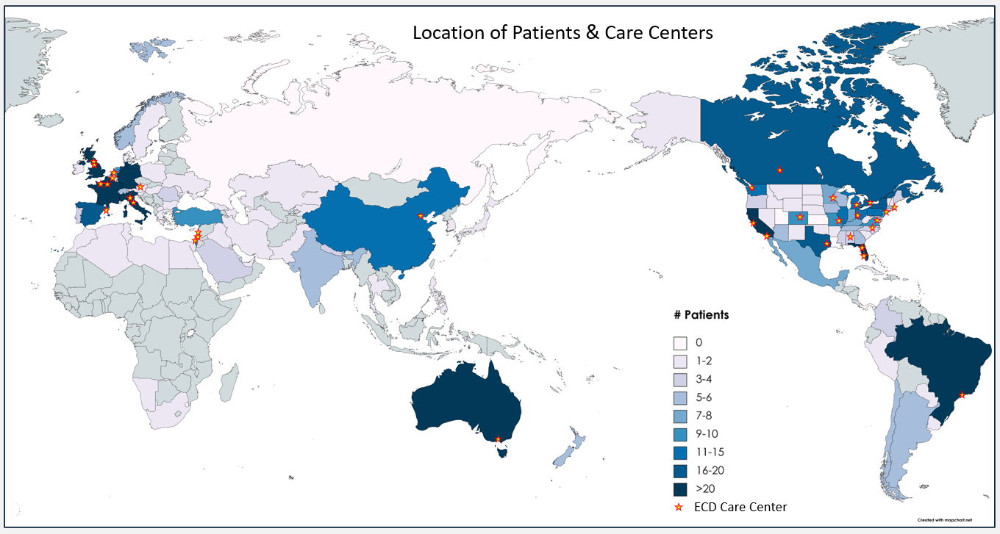 Location of Patients & Care Centers
# Patients
0
1-2
3-4
5-6
7-8
9-10
11-15
16-20
>20
ECD Care Center
Created with mapchart.net